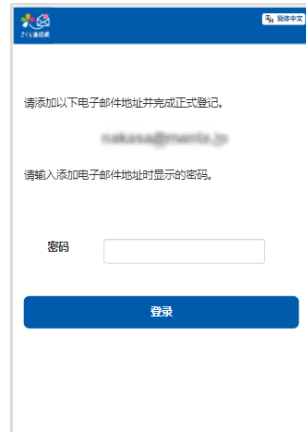 さくら連絡網
简体中文
请添加以下电子邮件地址并完成正式登记。
请输入添加电子邮件地址时显示的密码。
密码
登录